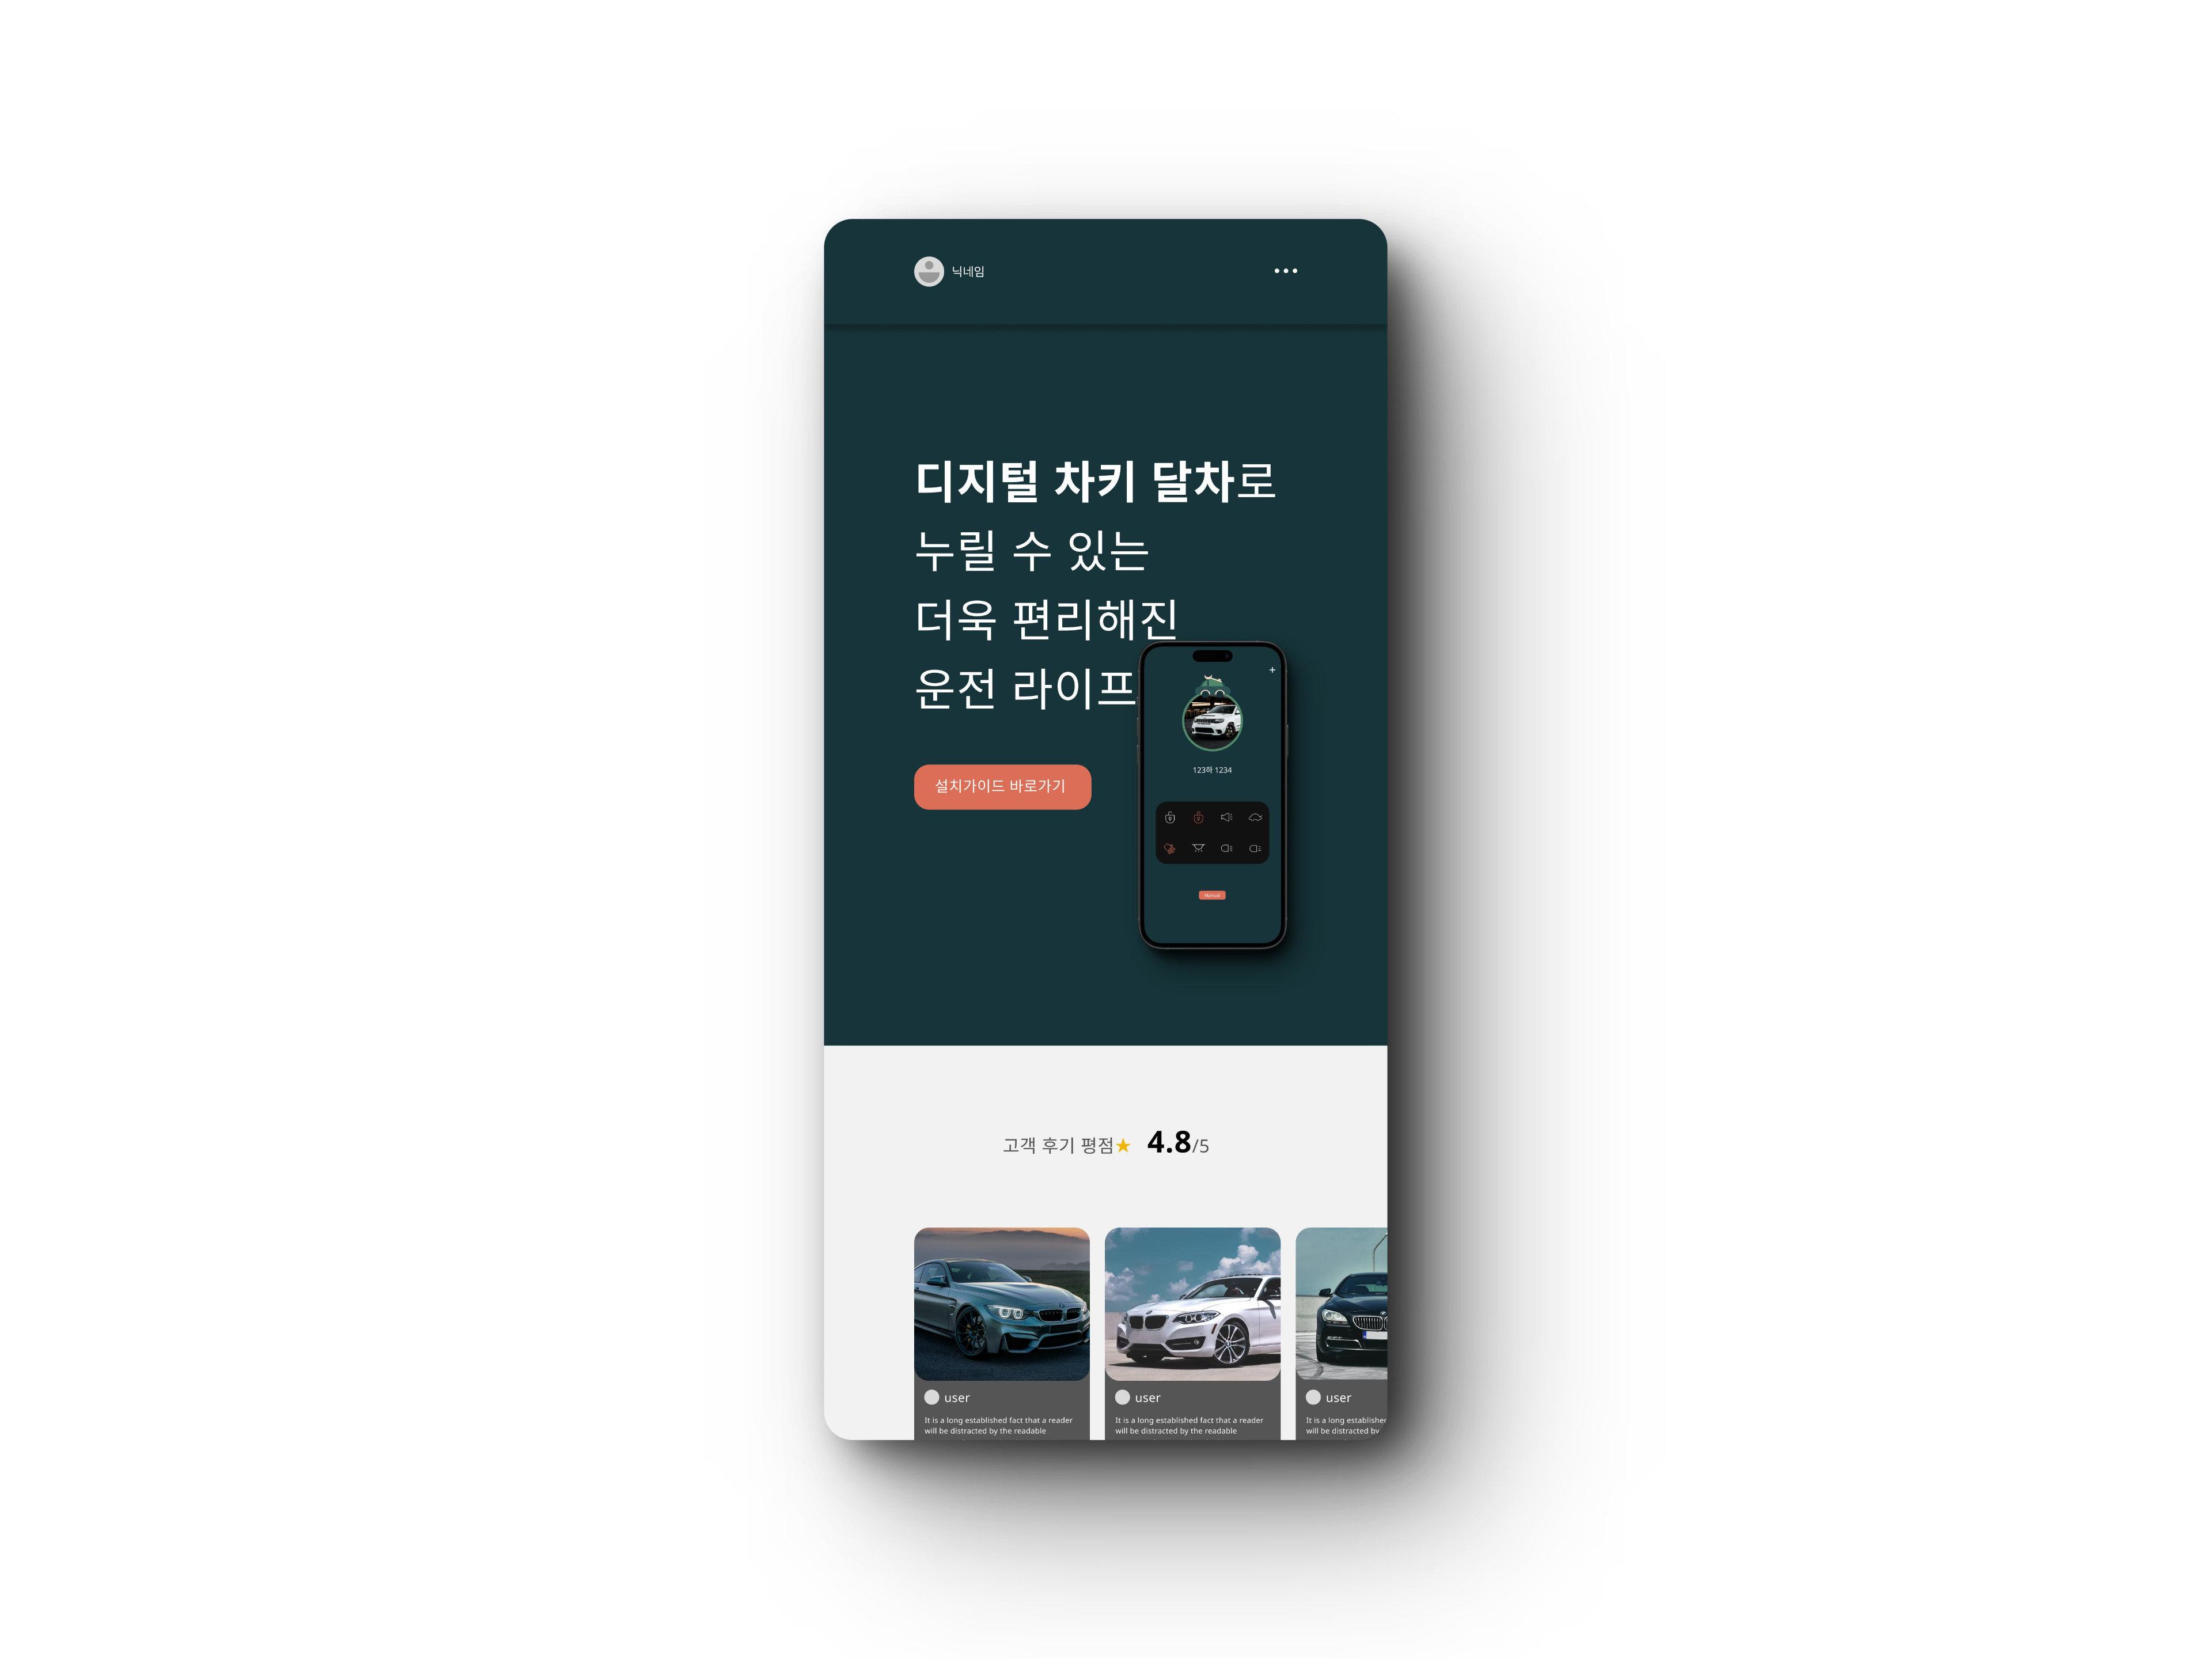 닉네임
디지털 차키 달차로
누릴 수 있는
더욱 편리해진
운전 라이프
+
123하 1234
설치가이드 바로가기
Manual
고객 후기 평점★ 4.8/5
user
It is a long established fact that a reader
will be distracted by the readable
user
It is a long established fact that a reader
will be distracted by the readable
user
It is a long established
will be distracted by